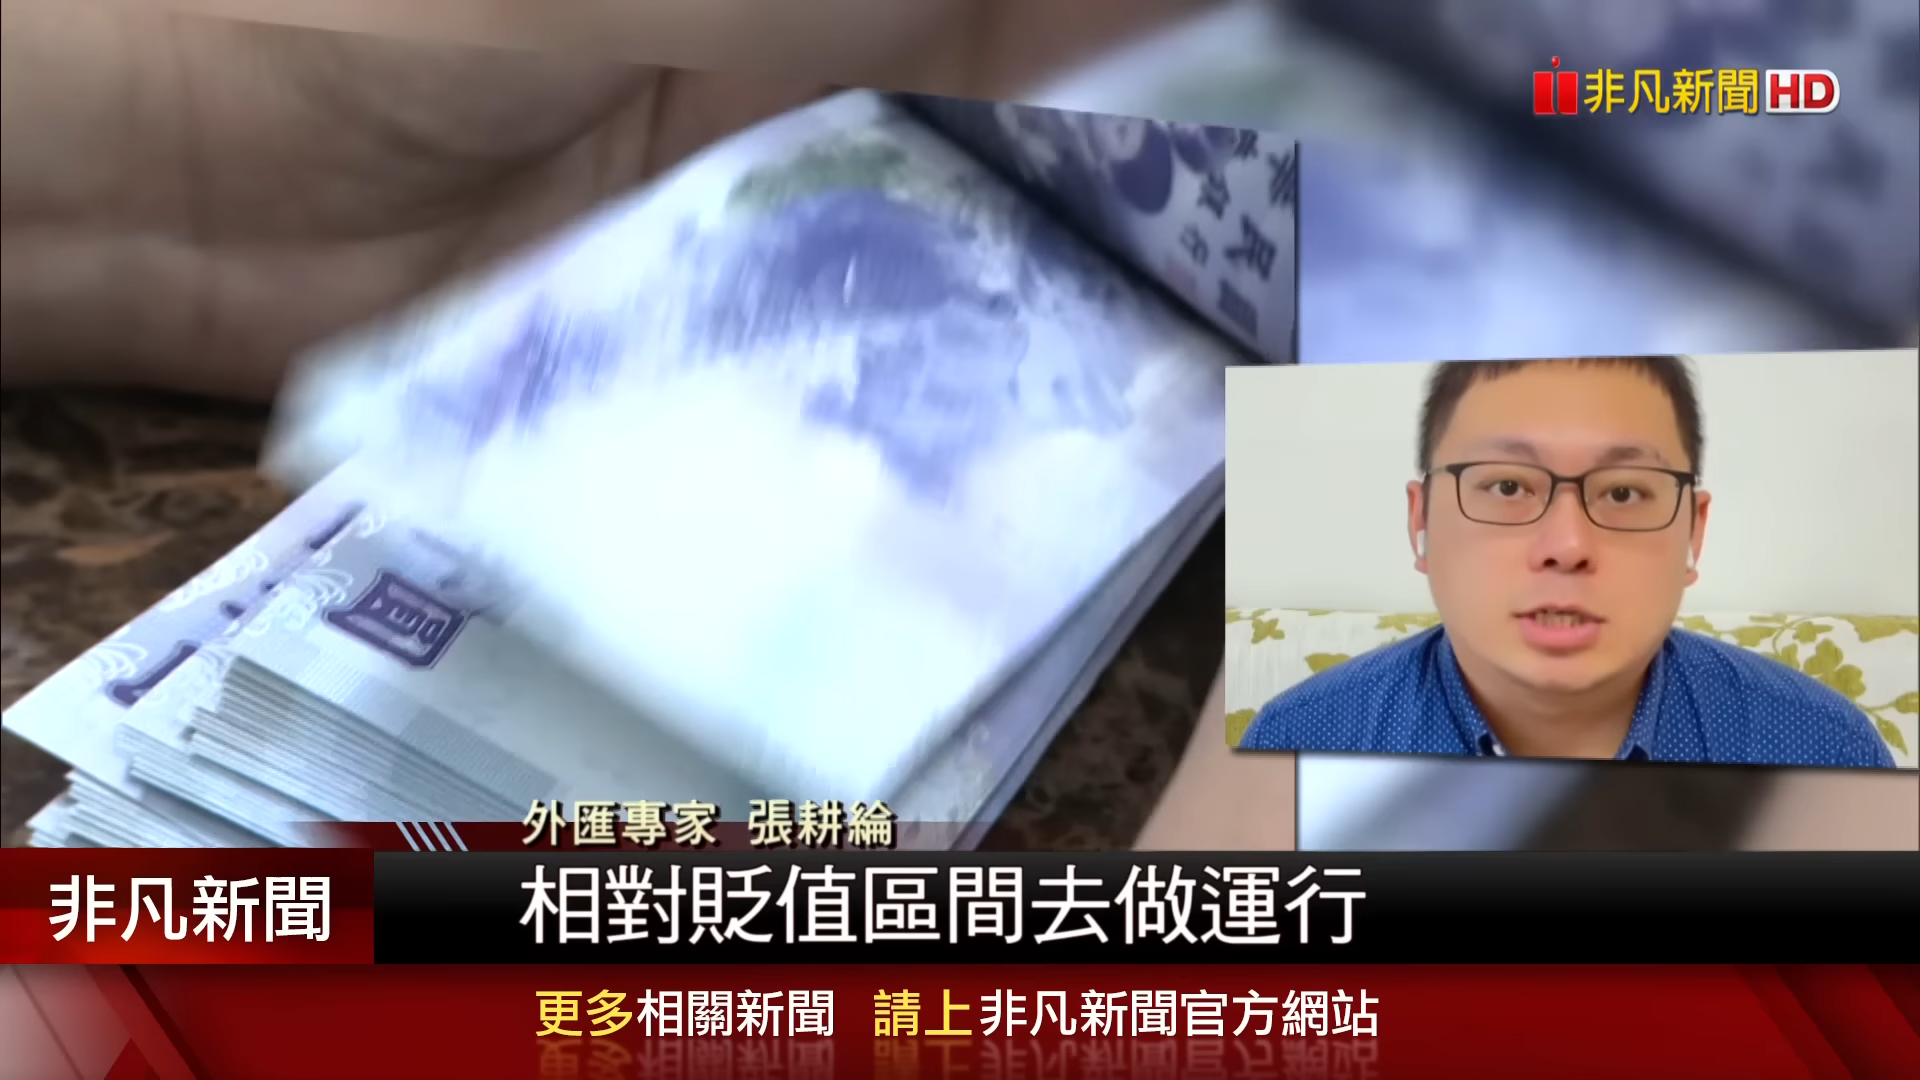 非凡新聞HD
圓
外匯專家 張耕綸
非凡新聞
相對貶值區間去做運行
更多相關新聞 請上非凡新聞官方網站